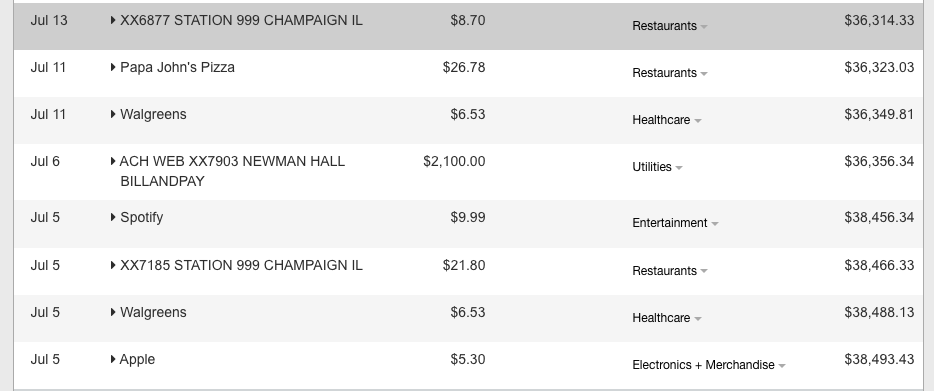 Jul 13 XX6877 STATION 999 CHAMPAIGN IL $8.70 Restaurants $36,314.33
Jul 11 Papa John's Pizza $26.78 Restaurants $36,323.03
Jul 11 Walgreens $6.53 Healthcare $36,349.81
Jul 6 ACH WEB XX7903 NEWMAN HALL $2,100.00 Utilities $36,356.34
BILLANDPAY
Jul 5 Spotify $9.99 Entertainment $38,456.34
Jul 5 XX7185 STATION 999 CHAMPAIGN IL $21.80 Restaurants $38,466.33
Jul 5 Walgreens $6.53 Healthcare $38,488.13
Jul 5 Apple $5.30 Electronics + Merchandise $38,493.43